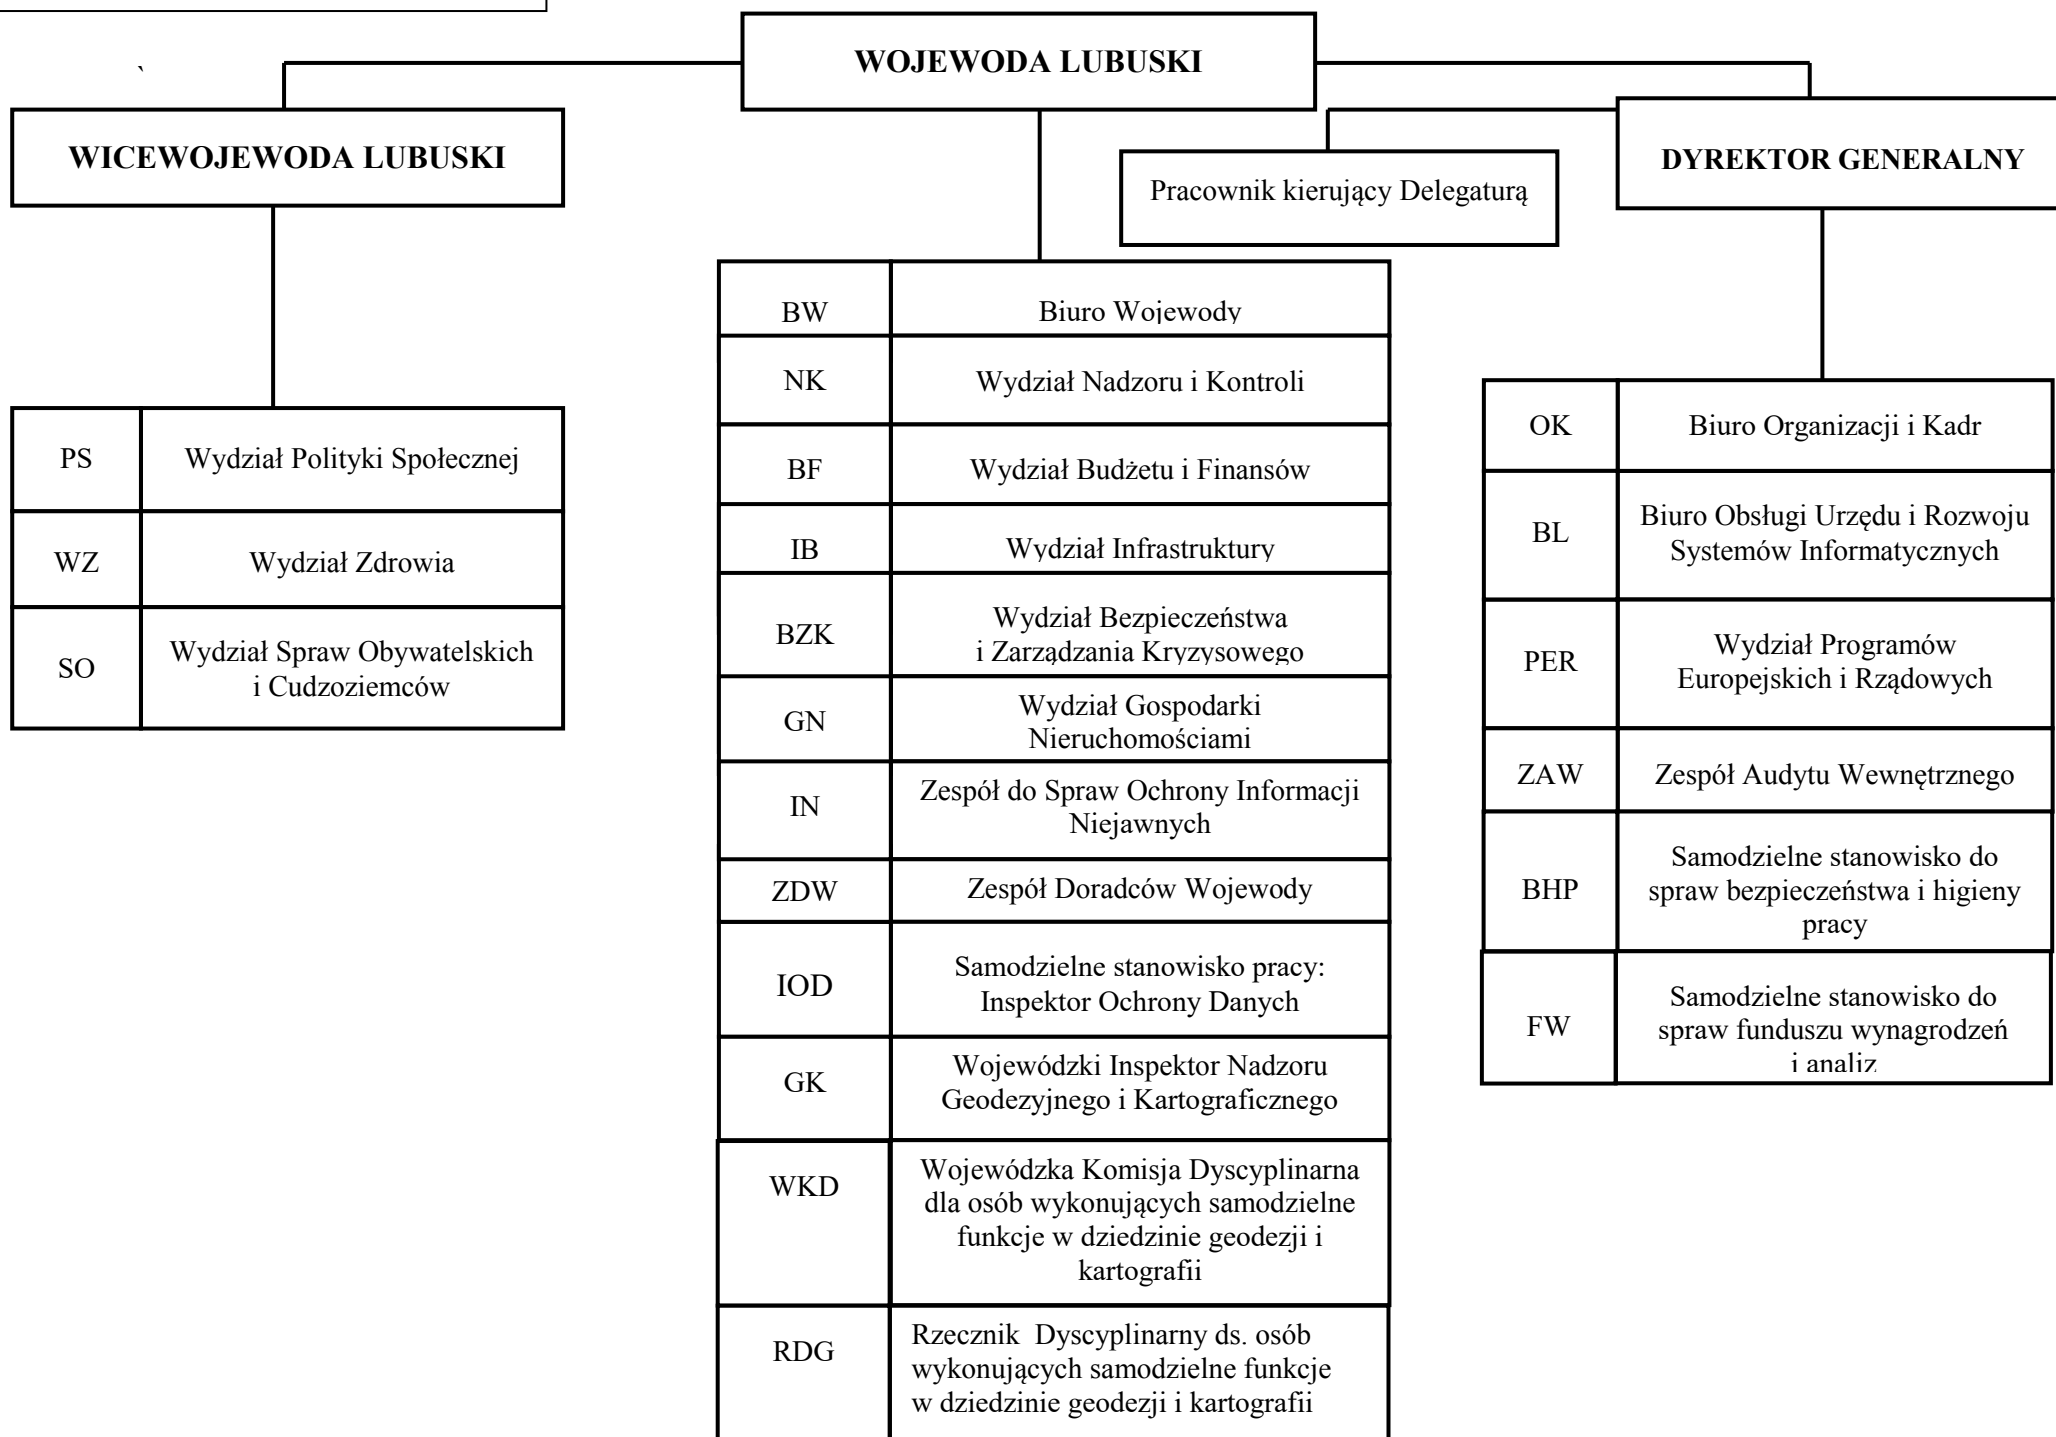 WOJEWODA LUBUSKI
`
WICEWOJEWODA LUBUSKI
DYREKTOR GENERALNY
Pracownik kierujący Delegaturą
PS
Wydział Polityki Społecznej
WZ
Wydział Zdrowia
SO
Wydział Spraw Obywatelskich
i Cudzoziemców
BW
Biuro Wojewody
NK
Wydział Nadzoru i Kontroli
BF
Wydział Budżetu i Finansów
IB
Wydział Infrastruktury
BZK
Wydział Bezpieczeństwa
i Zarządzania Kryzysowego
GN
Wydział Gospodarki
Nieruchomościami
IN
Zespół do Spraw Ochrony Informacji
Niejawnych
ZDW
Zespół Doradców Wojewody
IOD
Samodzielne stanowisko pracy:
Inspektor Ochrony Danych
GK
Wojewódzki Inspektor Nadzoru
Geodezyjnego i Kartograficznego
WKD
Wojewódzka Komisja Dyscyplinarna
dla osób wykonujących samodzielne
funkcje w dziedzinie geodezji i
kartografii
RDG
Rzecznik  Dyscyplinarny ds. osób
wykonujących samodzielne funkcje
w dziedzinie geodezji i kartografii
OK
Biuro Organizacji i Kadr
BL
Biuro Obsługi Urzędu i Rozwoju
Systemów Informatycznych
PER
Wydział Programów
Europejskich i Rządowych
ZAW
Zespół Audytu Wewnętrznego
BHP
Samodzielne stanowisko do
spraw bezpieczeństwa i higieny
pracy
FW
Samodzielne stanowisko do
spraw funduszu wynagrodzeń
i analiz